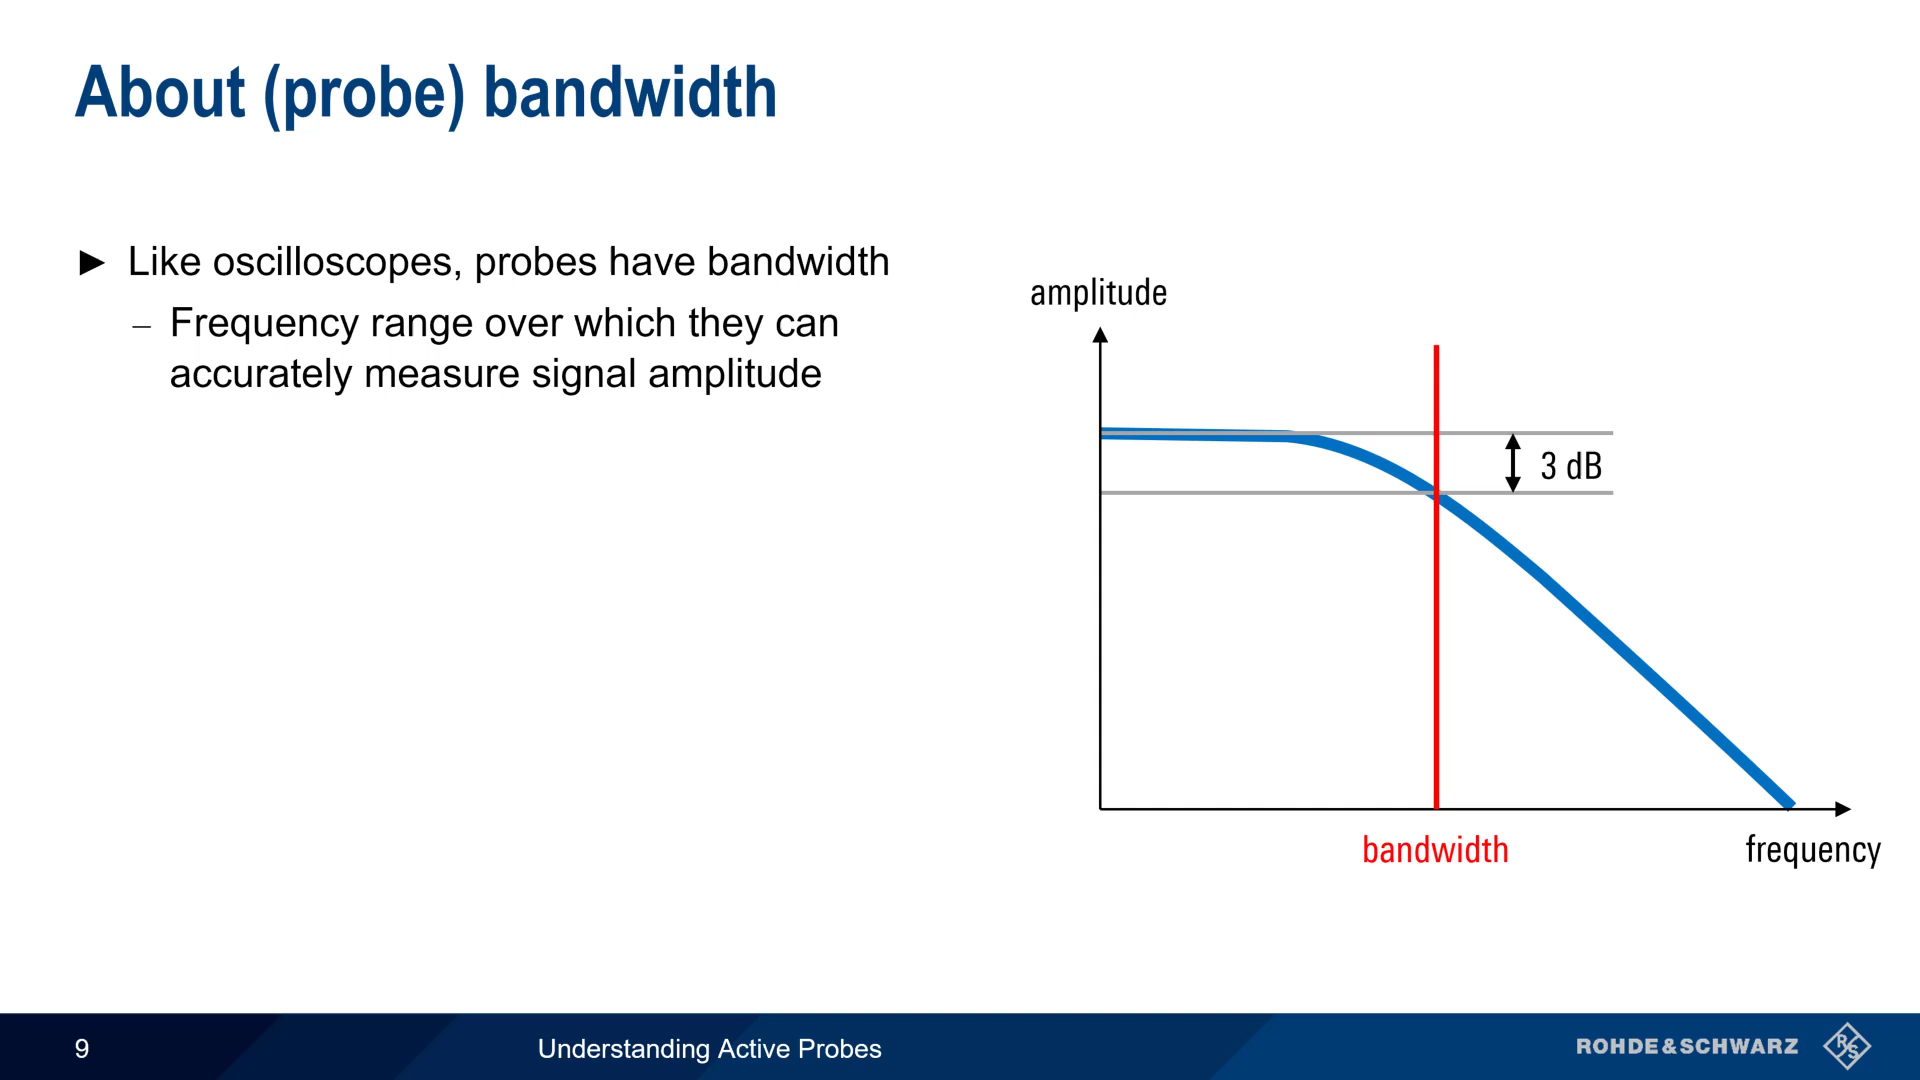 About (probe) bandwidth
► Like oscilloscopes, probes have bandwidth
– Frequency range over which they can
accurately measure signal amplitude
amplitude
3 dB
bandwidth
frequency
9
Understanding Active Probes
ROHDE&SCHWARZ
R&S